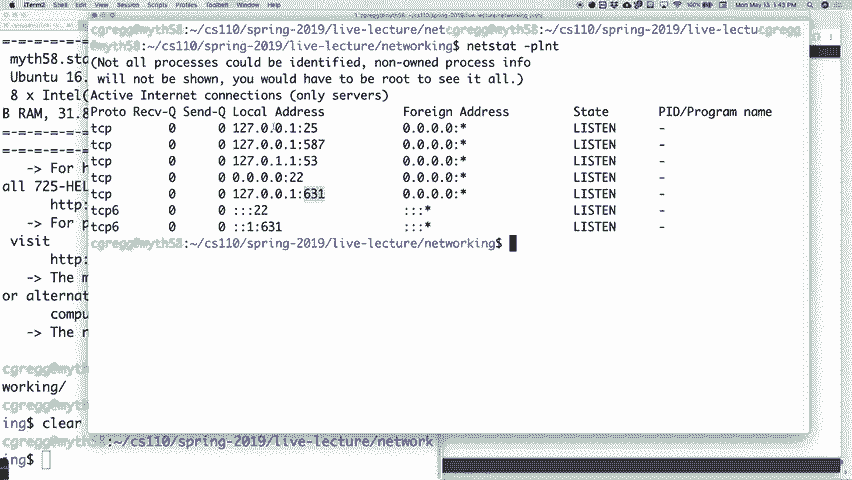 iTerm2 Shell Edit View Session Scripts Profiles Toolbelt Window Help
Mon May 13 1:43 PM
cgregg@myth58:~/cs110/spring-2019/live-lecture/net
cgregg@myth58:~/cs110/spring-2019/live-lectu
cgregg@myth58:~/cs110/spring-2019/live-lecture/networking$ netstat -plnt
(Not all processes could be identified, non-owned process info
will not be shown, you would have to be root to see it all.)
Active Internet connections (only servers)
Proto Recv-Q Send-Q Local Address Foreign Address State PID/Program name
tcp 0 0 127.0.0.1:25 0.0.0.0:* LISTEN -
tcp 0 0 127.0.0.1:587 0.0.0.0:* LISTEN -
tcp 0 0 127.0.1.1:53 0.0.0.0:* LISTEN -
tcp 0 0 0.0.0.0:22 0.0.0.0:* LISTEN -
tcp 0 0 127.0.0.1:631 0.0.0.0:* LISTEN -
tcp6 0 0 :::22 :::* LISTEN -
tcp6 0 0 ::1:631 :::* LISTEN -
cgregg@myth58:~/cs110/spring-2019/live-lecture/networking$
=-=-=-=-=-=
myth58.sta
Ubuntu 16.
8 x Intel(
B RAM, 31.8
=-=-=-=-=-=
=-=-=-=-=-=
-> For h
all 725-HEL
http:
-> For p
visit
http:
-> The m
or alternat
compu
-> The n
cgregg@myth
working/
cgregg@myth
ing$ clear
cgregg@myth58:~/cs110/spring-2019/live-lecture/network
ing$